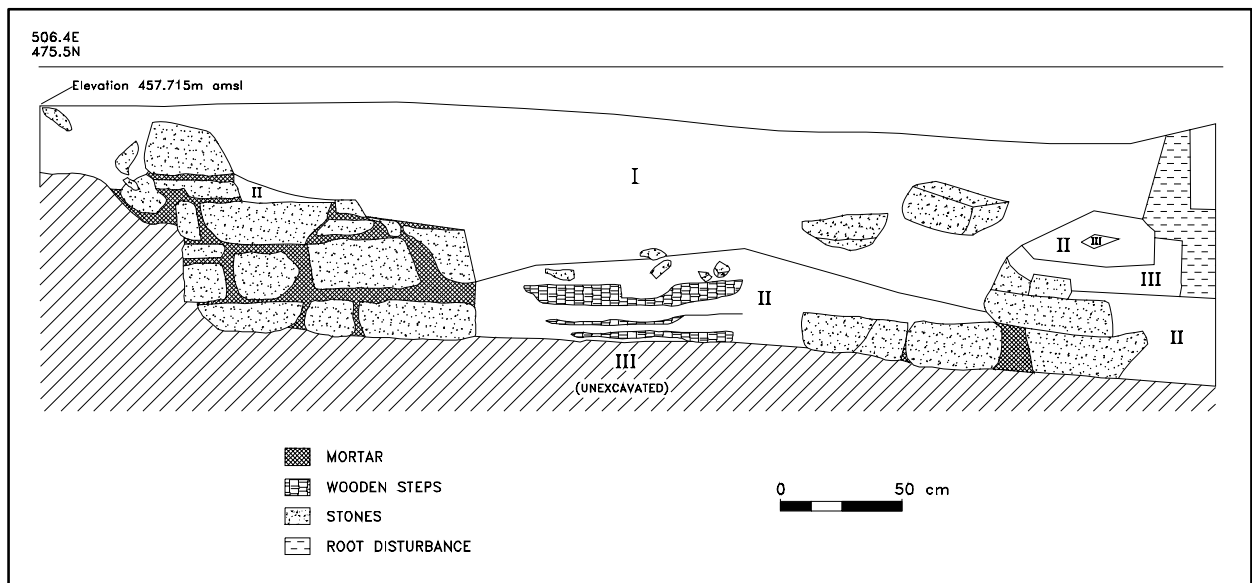 506.4E
475.5N
Elevation 457.715m amsl
I
II
II
III
III
II
II
III
(UNEXCAVATED)
MORTAR
WOODEN STEPS
STONES
ROOT DISTURBANCE
0 50 cm